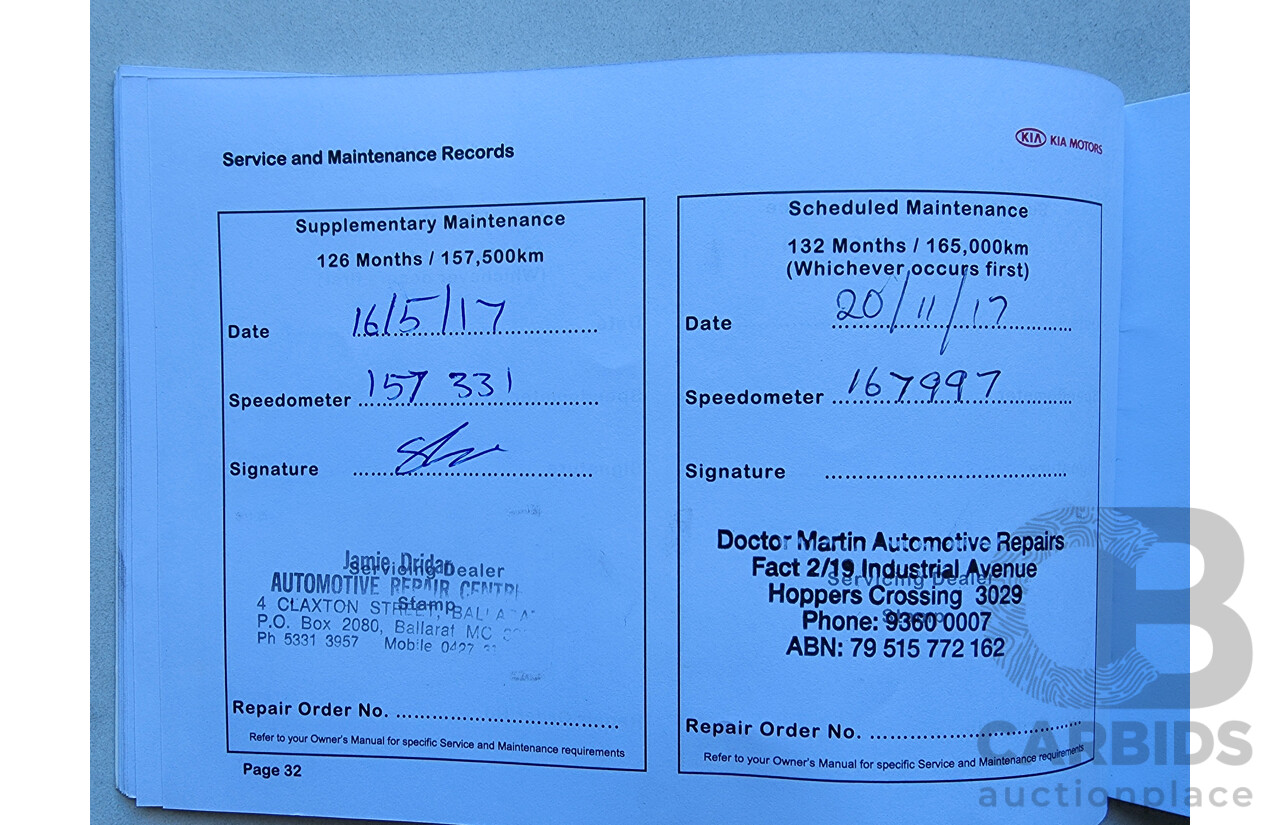 Service and Maintenance Records
KIA KIA MOTORS
Supplementary Maintenance
126 Months / 157,500km
Date 16/5/17
Speedometer 157 331
Signature
Servicing Dealer
Stamp
Jamie Dridan
AUTOMOTIVE REPAIR CENTRE
4 CLAXTON STREET, BALLA
P.O. Box 2080, Ballarat MC
Ph 5331 3957 Mobile 0427
Repair Order No.
Refer to your Owner's Manual for specific Service and Maintenance requirements
Page 32
Scheduled Maintenance
132 Months / 165,000km
(Whichever occurs first)
Date 20/11/17
Speedometer 167997
Signature
Servicing Dealer
Stamp
Doctor Martin Automotive Repairs
Fact 2/19 Industrial Avenue
Hoppers Crossing 3029
Phone: 9360 0007
ABN: 79 515 772 162
Repair Order No.
Refer to your Owner's Manual for specific Service and Maintenance requirements
CARBIDS
auctionplace